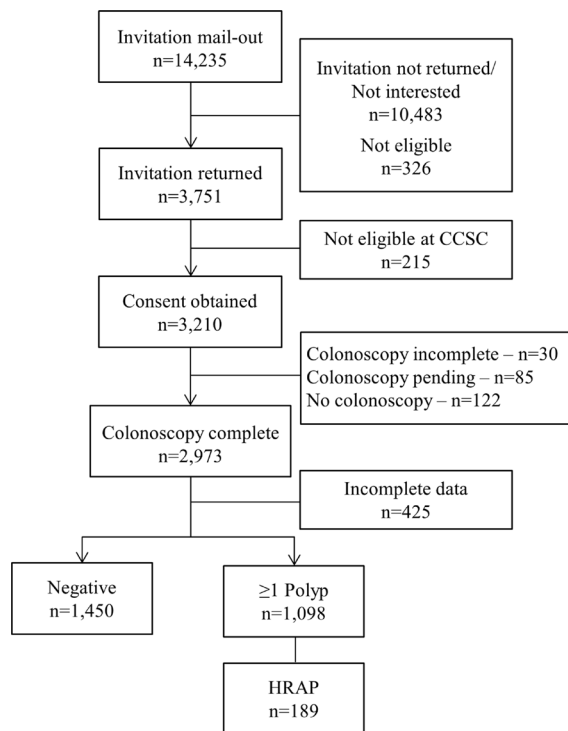 Invitation mail-out
n=14,235
Invitation not returned/
Not interested
n=10,483
Not eligible
n=326
Invitation returned
n=3,751
Not eligible at CCSC
n=215
Consent obtained
n=3,210
Colonoscopy incomplete – n=30
Colonoscopy pending – n=85
No colonoscopy – n=122
Colonoscopy complete
n=2,973
Incomplete data
n=425
Negative
n=1,450
≥1 Polyp
n=1,098
HRAP
n=189